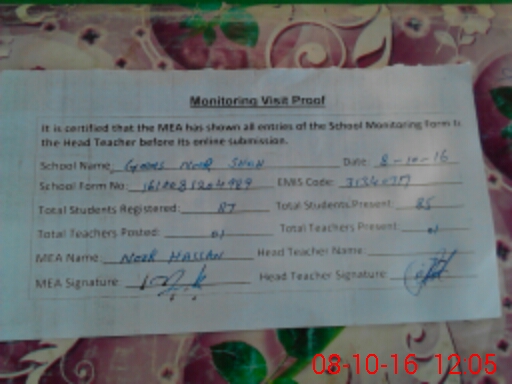 Monitoring Visit Proof
It is certified that the MEA has shown all entries of the School Monitoring Form to
the Head Teacher before its online submission.
School Name: NOOR Date: 8-10-16
School Form No: EMIS Code:
Total Students Registered: 87 Total Students Present: 85
Total Teachers Posted: 01 Total Teachers Present: 01
MEA Name: NOOR HASSAN Head Teacher Name:
MEA Signature: Head Teacher Signature
08-10-16 12:05